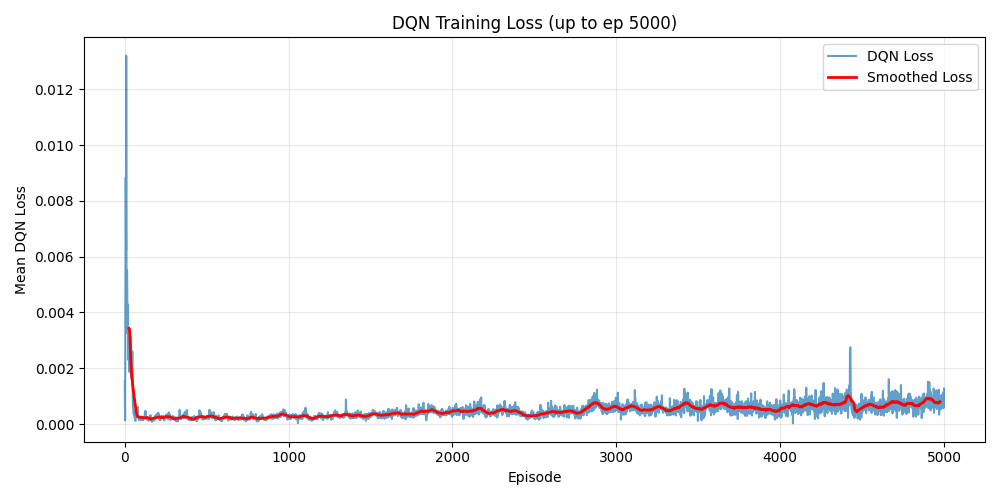 DQN Training Loss (up to ep 5000)
DQN Loss
Smoothed Loss
Mean DQN Loss
0.012
0.010
0.008
0.006
0.004
0.002
0.000
0 1000 2000 3000 4000 5000
Episode